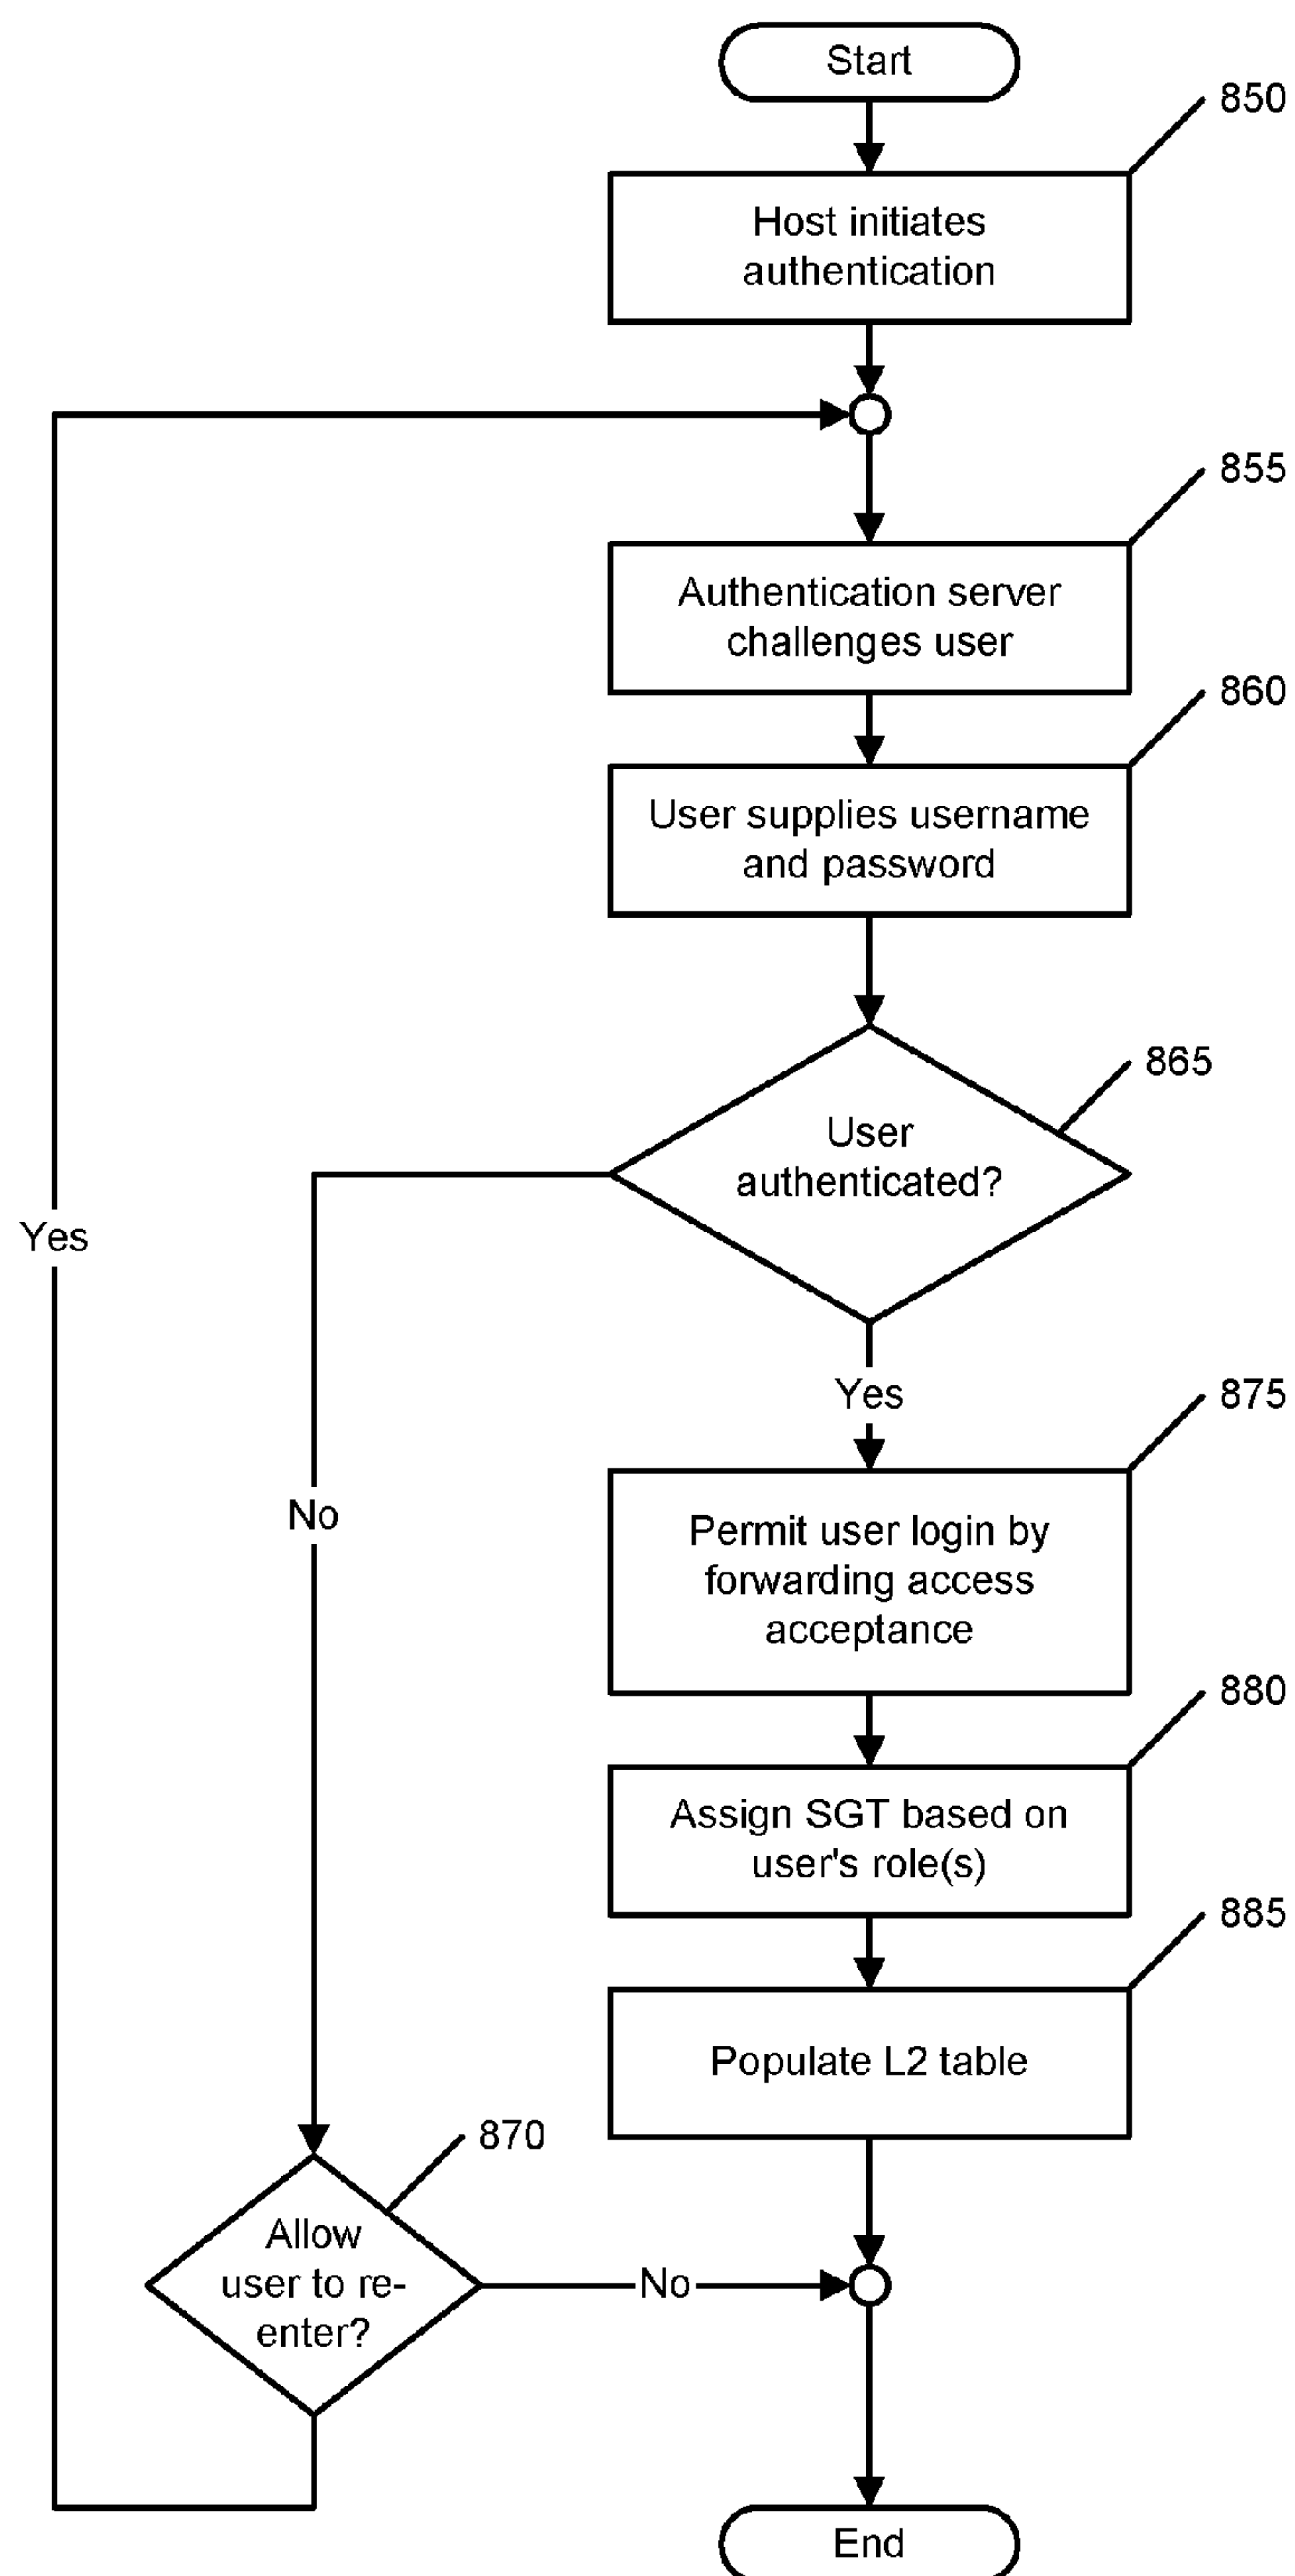 Start
850
Host initiates
authentication
855
Authentication server
challenges user
860
User supplies username
and password
865
User
authenticated?
Yes
Yes
875
No
Permit user login by
forwarding access
acceptance
880
Assign SGT based on
user's role(s)
885
Populate L2 table
870
Allow
user to re-
enter?
No
End